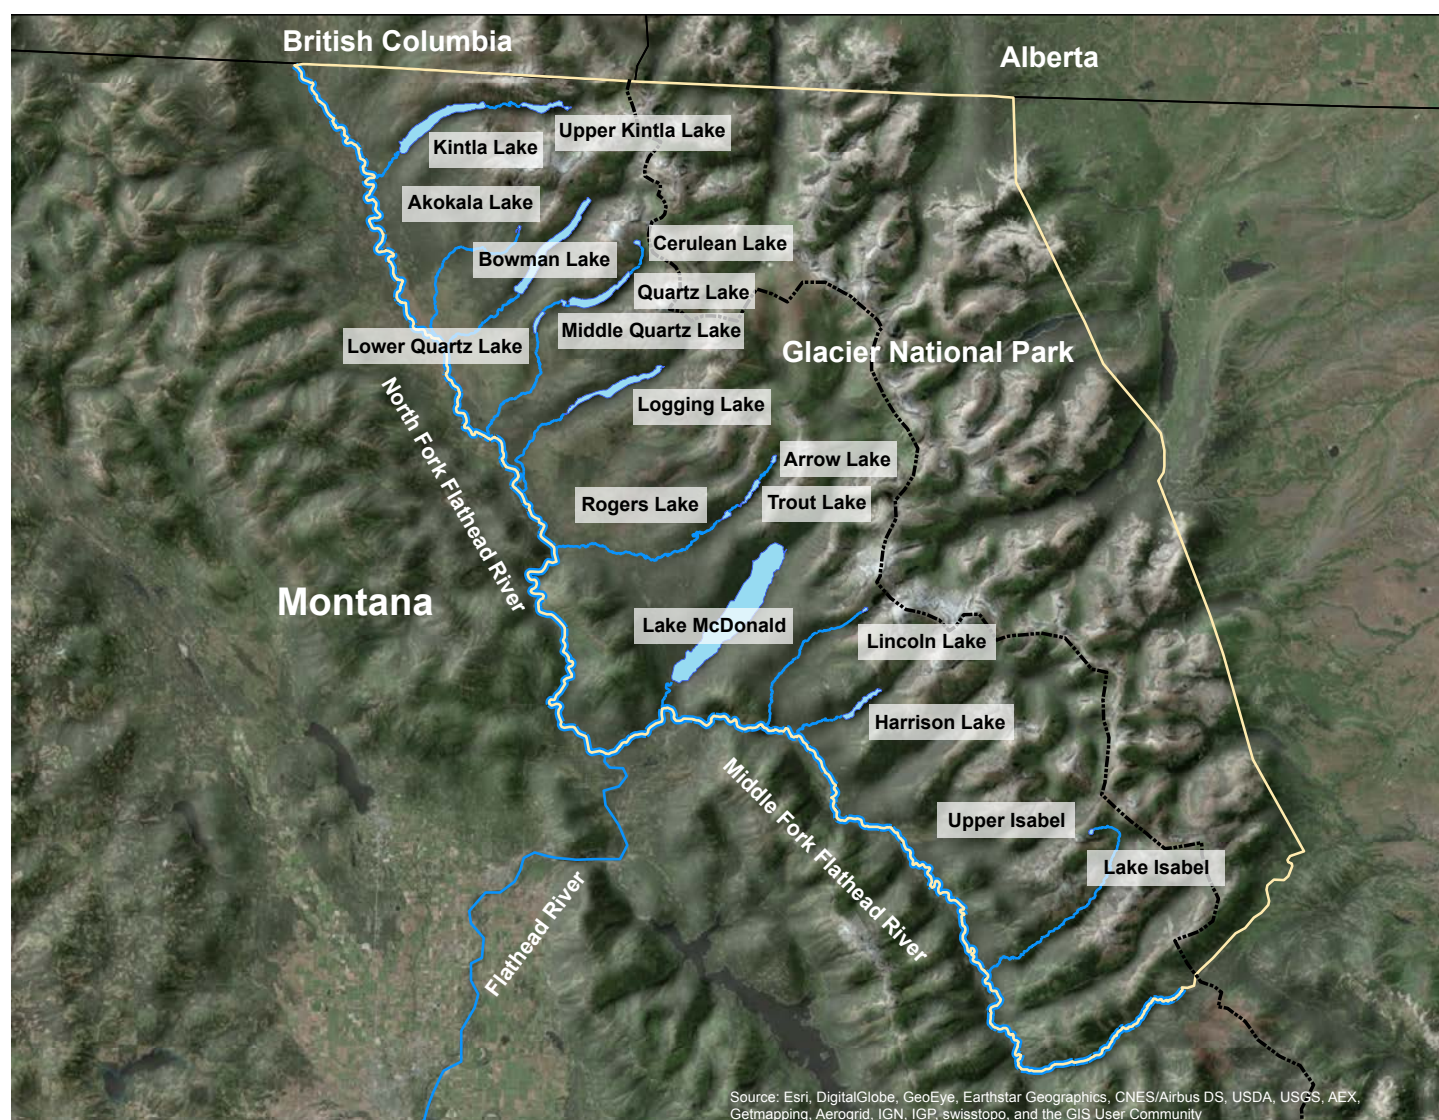 British Columbia
Alberta
Upper Kintla Lake
Kintla Lake
Akokala Lake
Cerulean Lake
Bowman Lake
Quartz Lake
Middle Quartz Lake
Lower Quartz Lake
Glacier National Park
Logging Lake
North Fork Flathead River
Arrow Lake
Rogers Lake
Trout Lake
Montana
Lake McDonald
Lincoln Lake
Harrison Lake
Middle Fork Flathead River
Upper Isabel
Lake Isabel
Flathead River
Source: Esri, DigitalGlobe, GeoEye, Earthstar Geographics, CNES/Airbus DS, USDA, USGS, AEX,
Getmapping, Aerogrid, IGN, IGP, swisstopo, and the GIS User Community